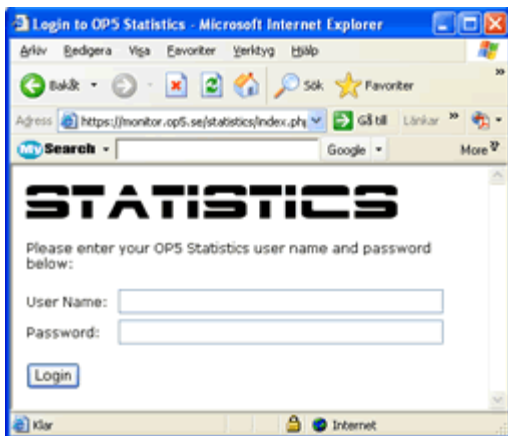 Login to OP5 Statistics - Microsoft Internet Explorer
Arkiv Redigera Visa Favoriter Verktyg Hjälp
Bakåt Sök Favoriter
Adress https://monitor.op5.se/statistics/index.php Gå till Länkar
My Search Google More
STATISTICS
Please enter your OP5 Statistics user name and password
below:
User Name:
Password:
Login
Klar Internet